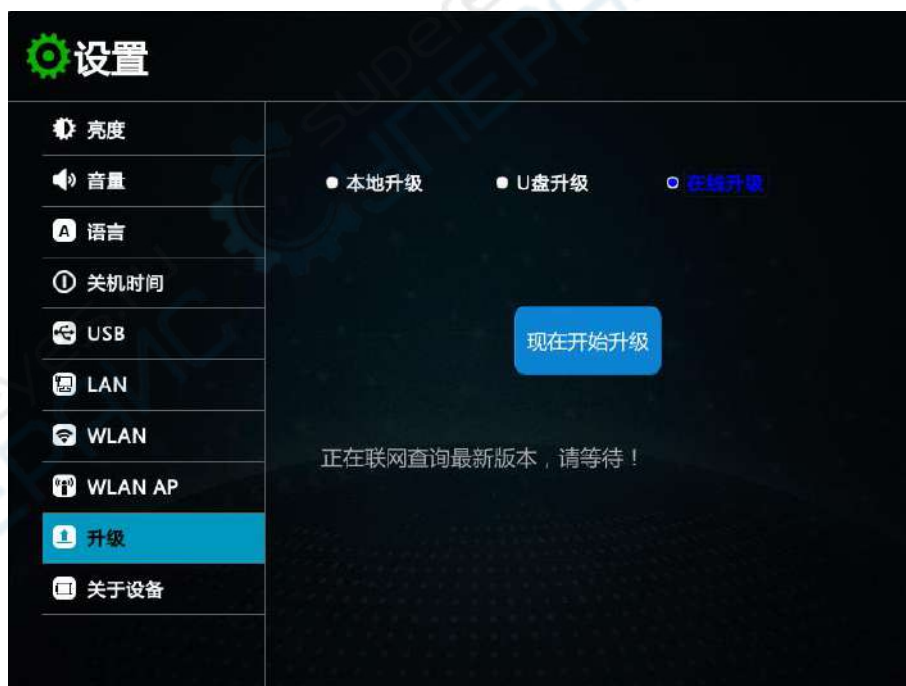 设置
亮度
音量
本地升级 U盘升级 在线升级
A 语言
关机时间
现在开始升级
USB
LAN
WLAN
正在联网查询最新版本,请等待!
WLAN AP
升级
关于设备